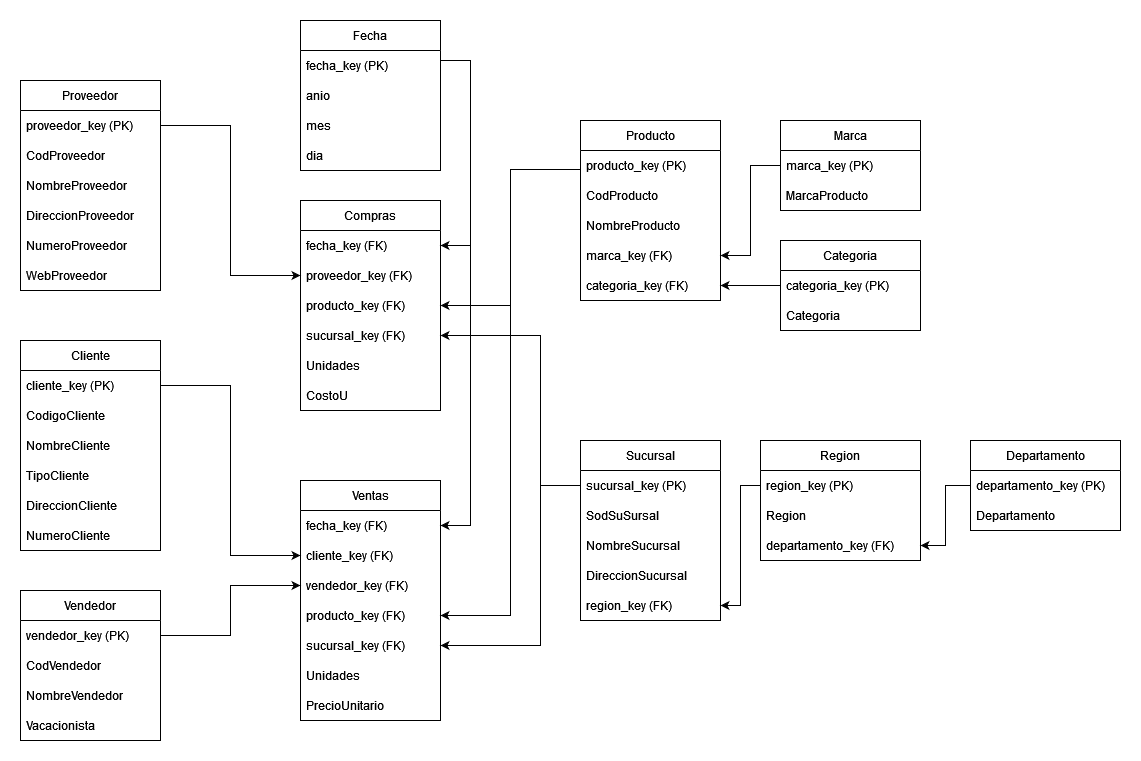 Fecha
fecha_key (PK)
anio
mes
dia
Proveedor
proveedor_key (PK)
CodProveedor
NombreProveedor
DireccionProveedor
NumeroProveedor
WebProveedor
Compras
fecha_key (FK)
proveedor_key (FK)
producto_key (FK)
sucursal_key (FK)
Unidades
CostoU
Producto
producto_key (PK)
CodProducto
NombreProducto
marca_key (FK)
categoria_key (FK)
Marca
marca_key (PK)
MarcaProducto
Categoria
categoria_key (PK)
Categoria
Cliente
cliente_key (PK)
CodigoCliente
NombreCliente
TipoCliente
DireccionCliente
NumeroCliente
Ventas
fecha_key (FK)
cliente_key (FK)
vendedor_key (FK)
producto_key (FK)
sucursal_key (FK)
Unidades
PrecioUnitario
Sucursal
sucursal_key (PK)
SodSuSursal
NombreSucursal
DireccionSucursal
region_key (FK)
Region
region_key (PK)
Region
departamento_key (FK)
Departamento
departamento_key (PK)
Departamento
Vendedor
vendedor_key (PK)
CodVendedor
NombreVendedor
Vacacionista